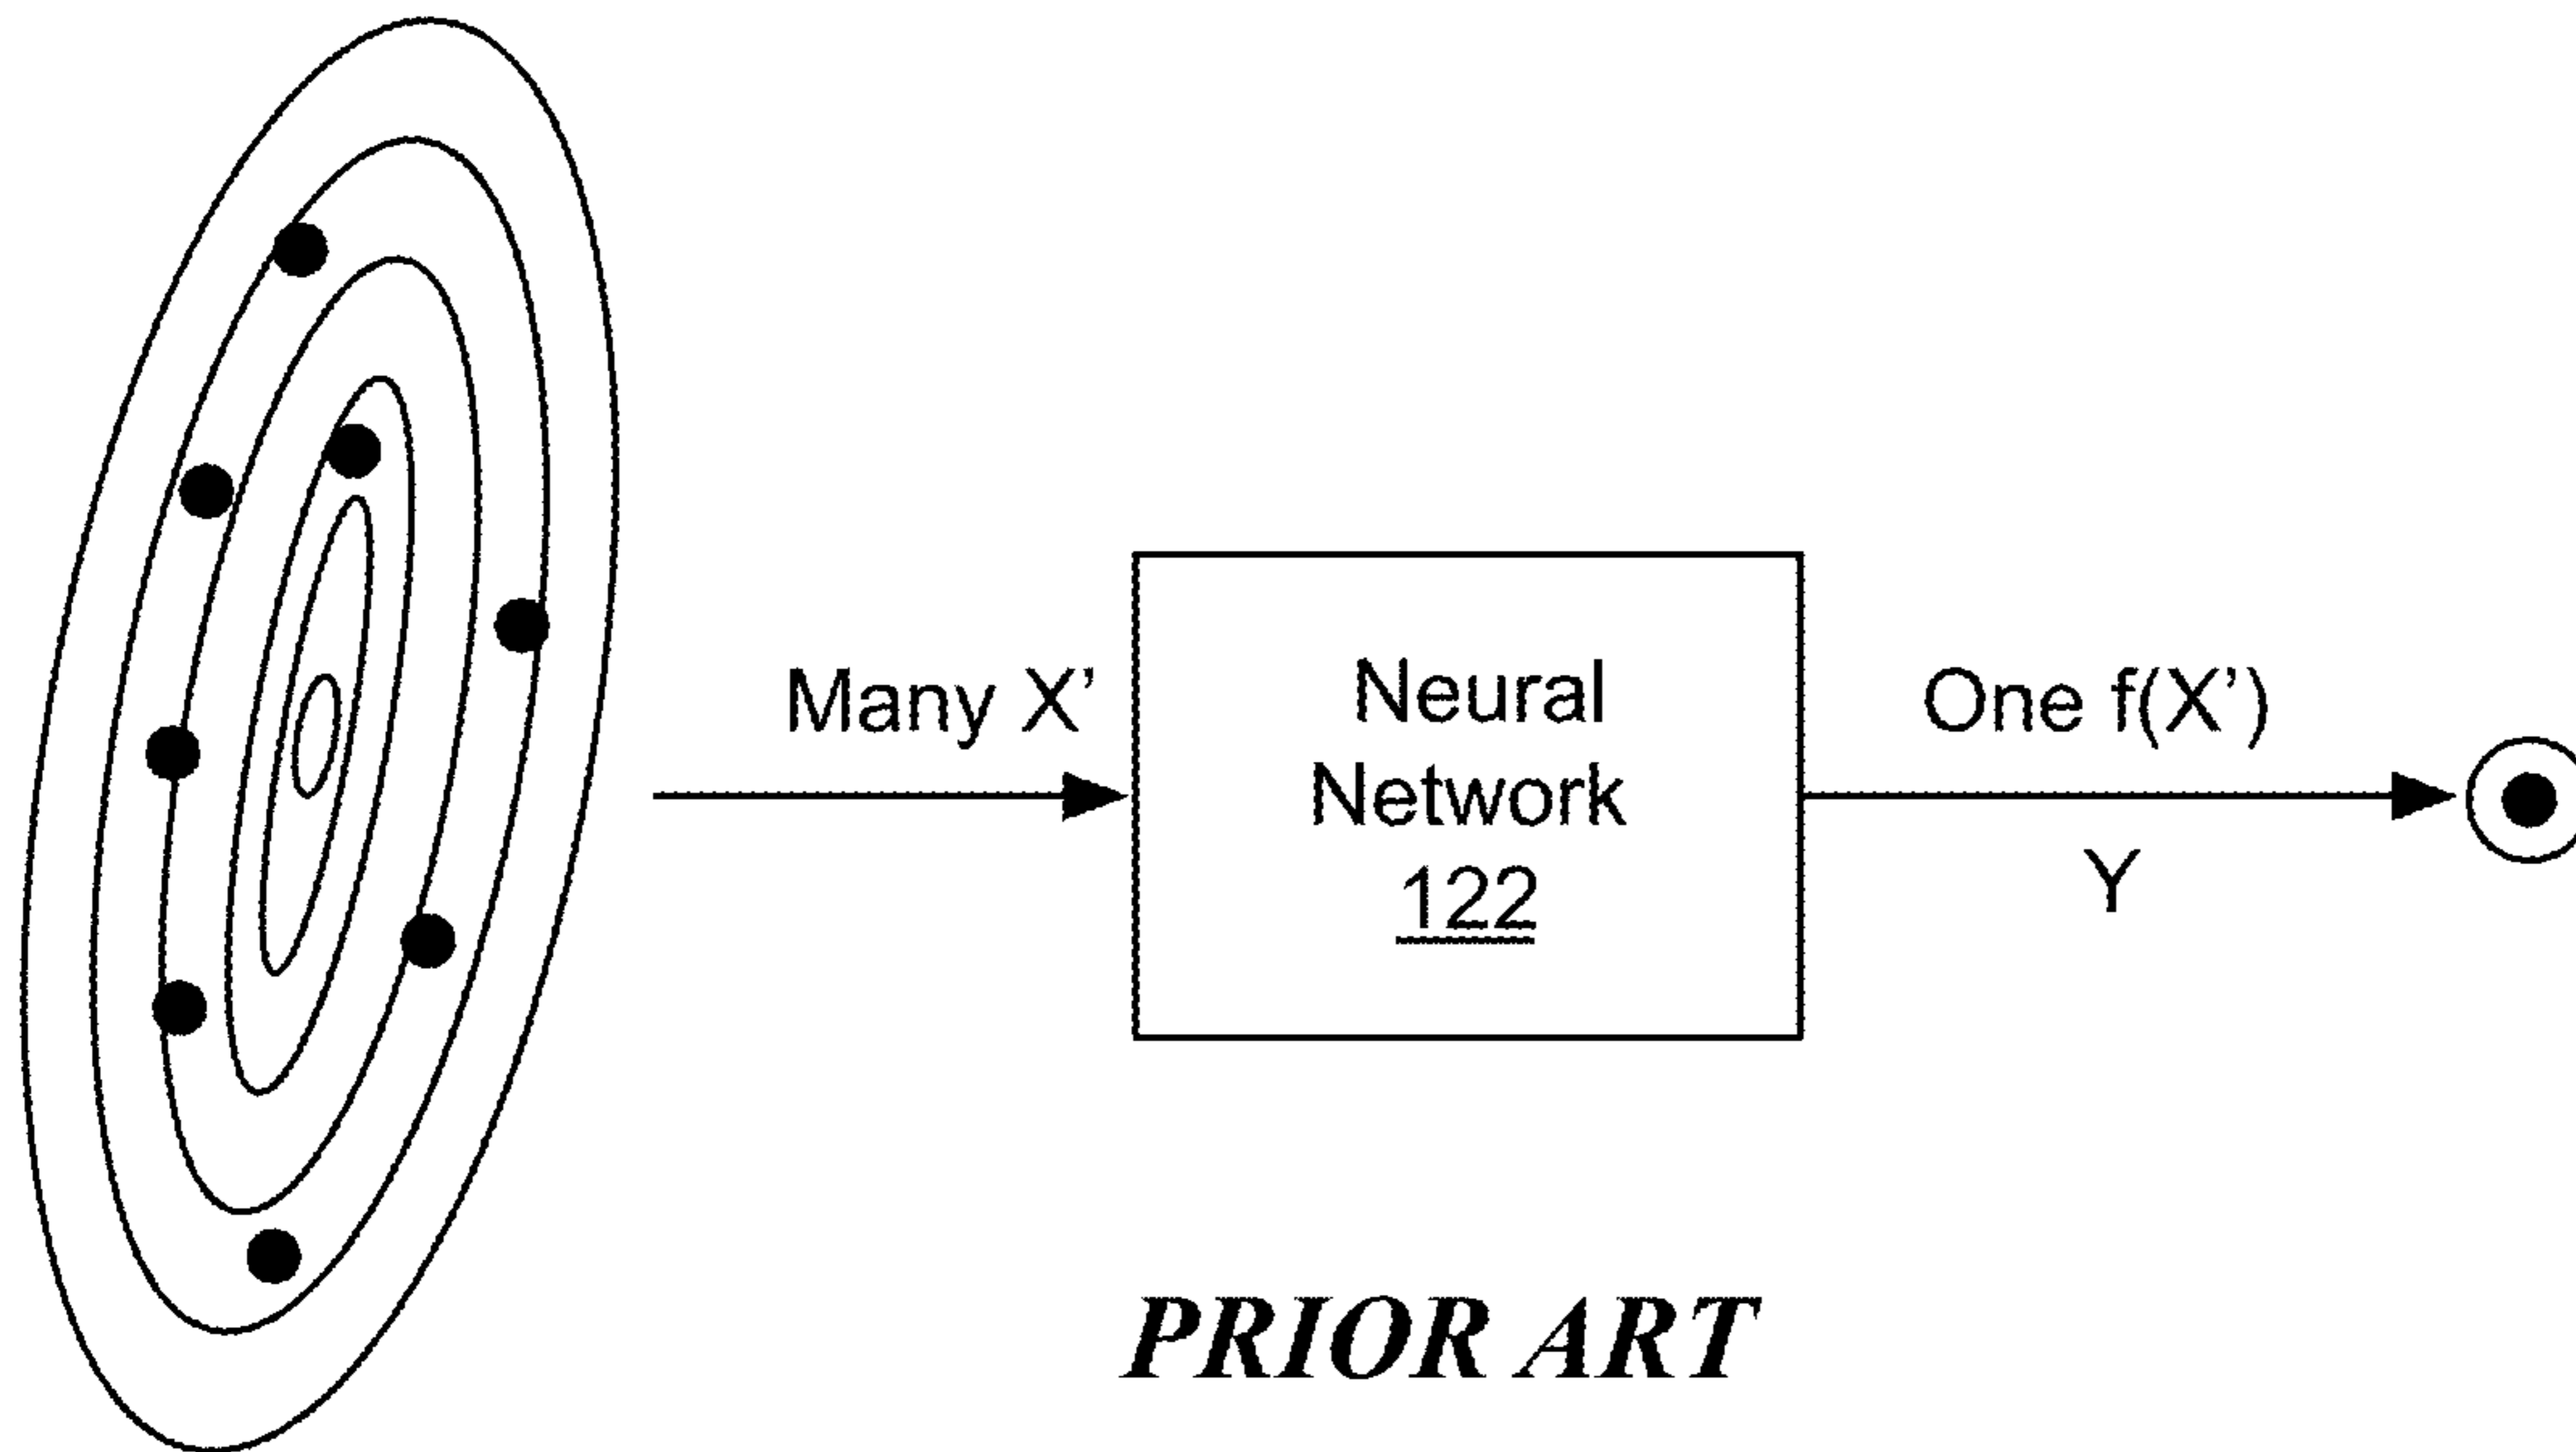 Many X’
Neural
Network
122
One f(X’)
Y
PRIOR ART